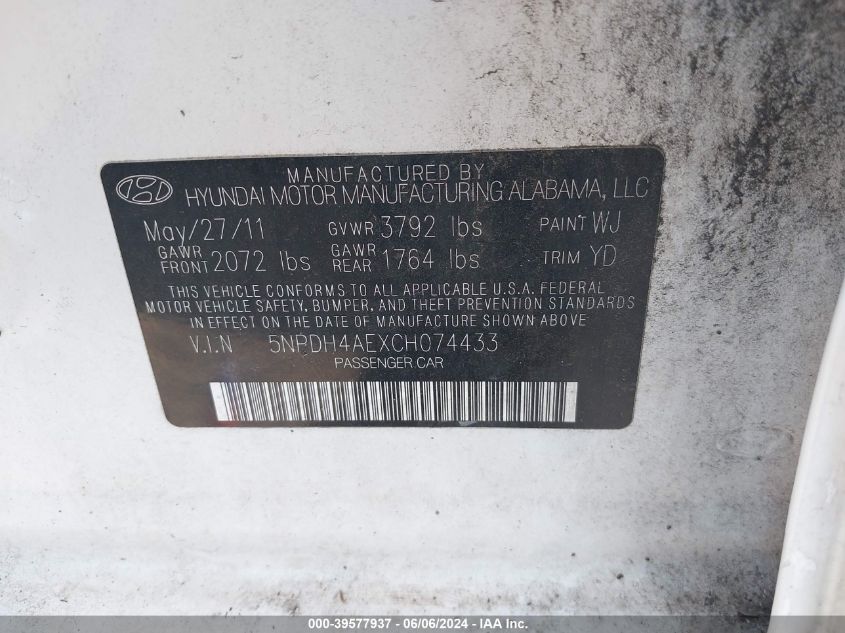 MANUFACTURED BY
HYUNDAI MOTOR MANUFACTURING ALABAMA, LLC
May/27/11 GVWR 3792 lbs PAINT WJ
GAWR FRONT 2072 lbs GAWR REAR 1764 lbs TRIM YD
THIS VEHICLE CONFORMS TO ALL APPLICABLE U.S.A. FEDERAL
MOTOR VEHICLE SAFETY, BUMPER, AND THEFT PREVENTION STANDARDS
IN EFFECT ON THE DATE OF MANUFACTURE SHOWN ABOVE
V.I.N 5NPDH4AEXCH074433
PASSENGER CAR
000-39577937 - 06/06/2024 - IAA Inc.